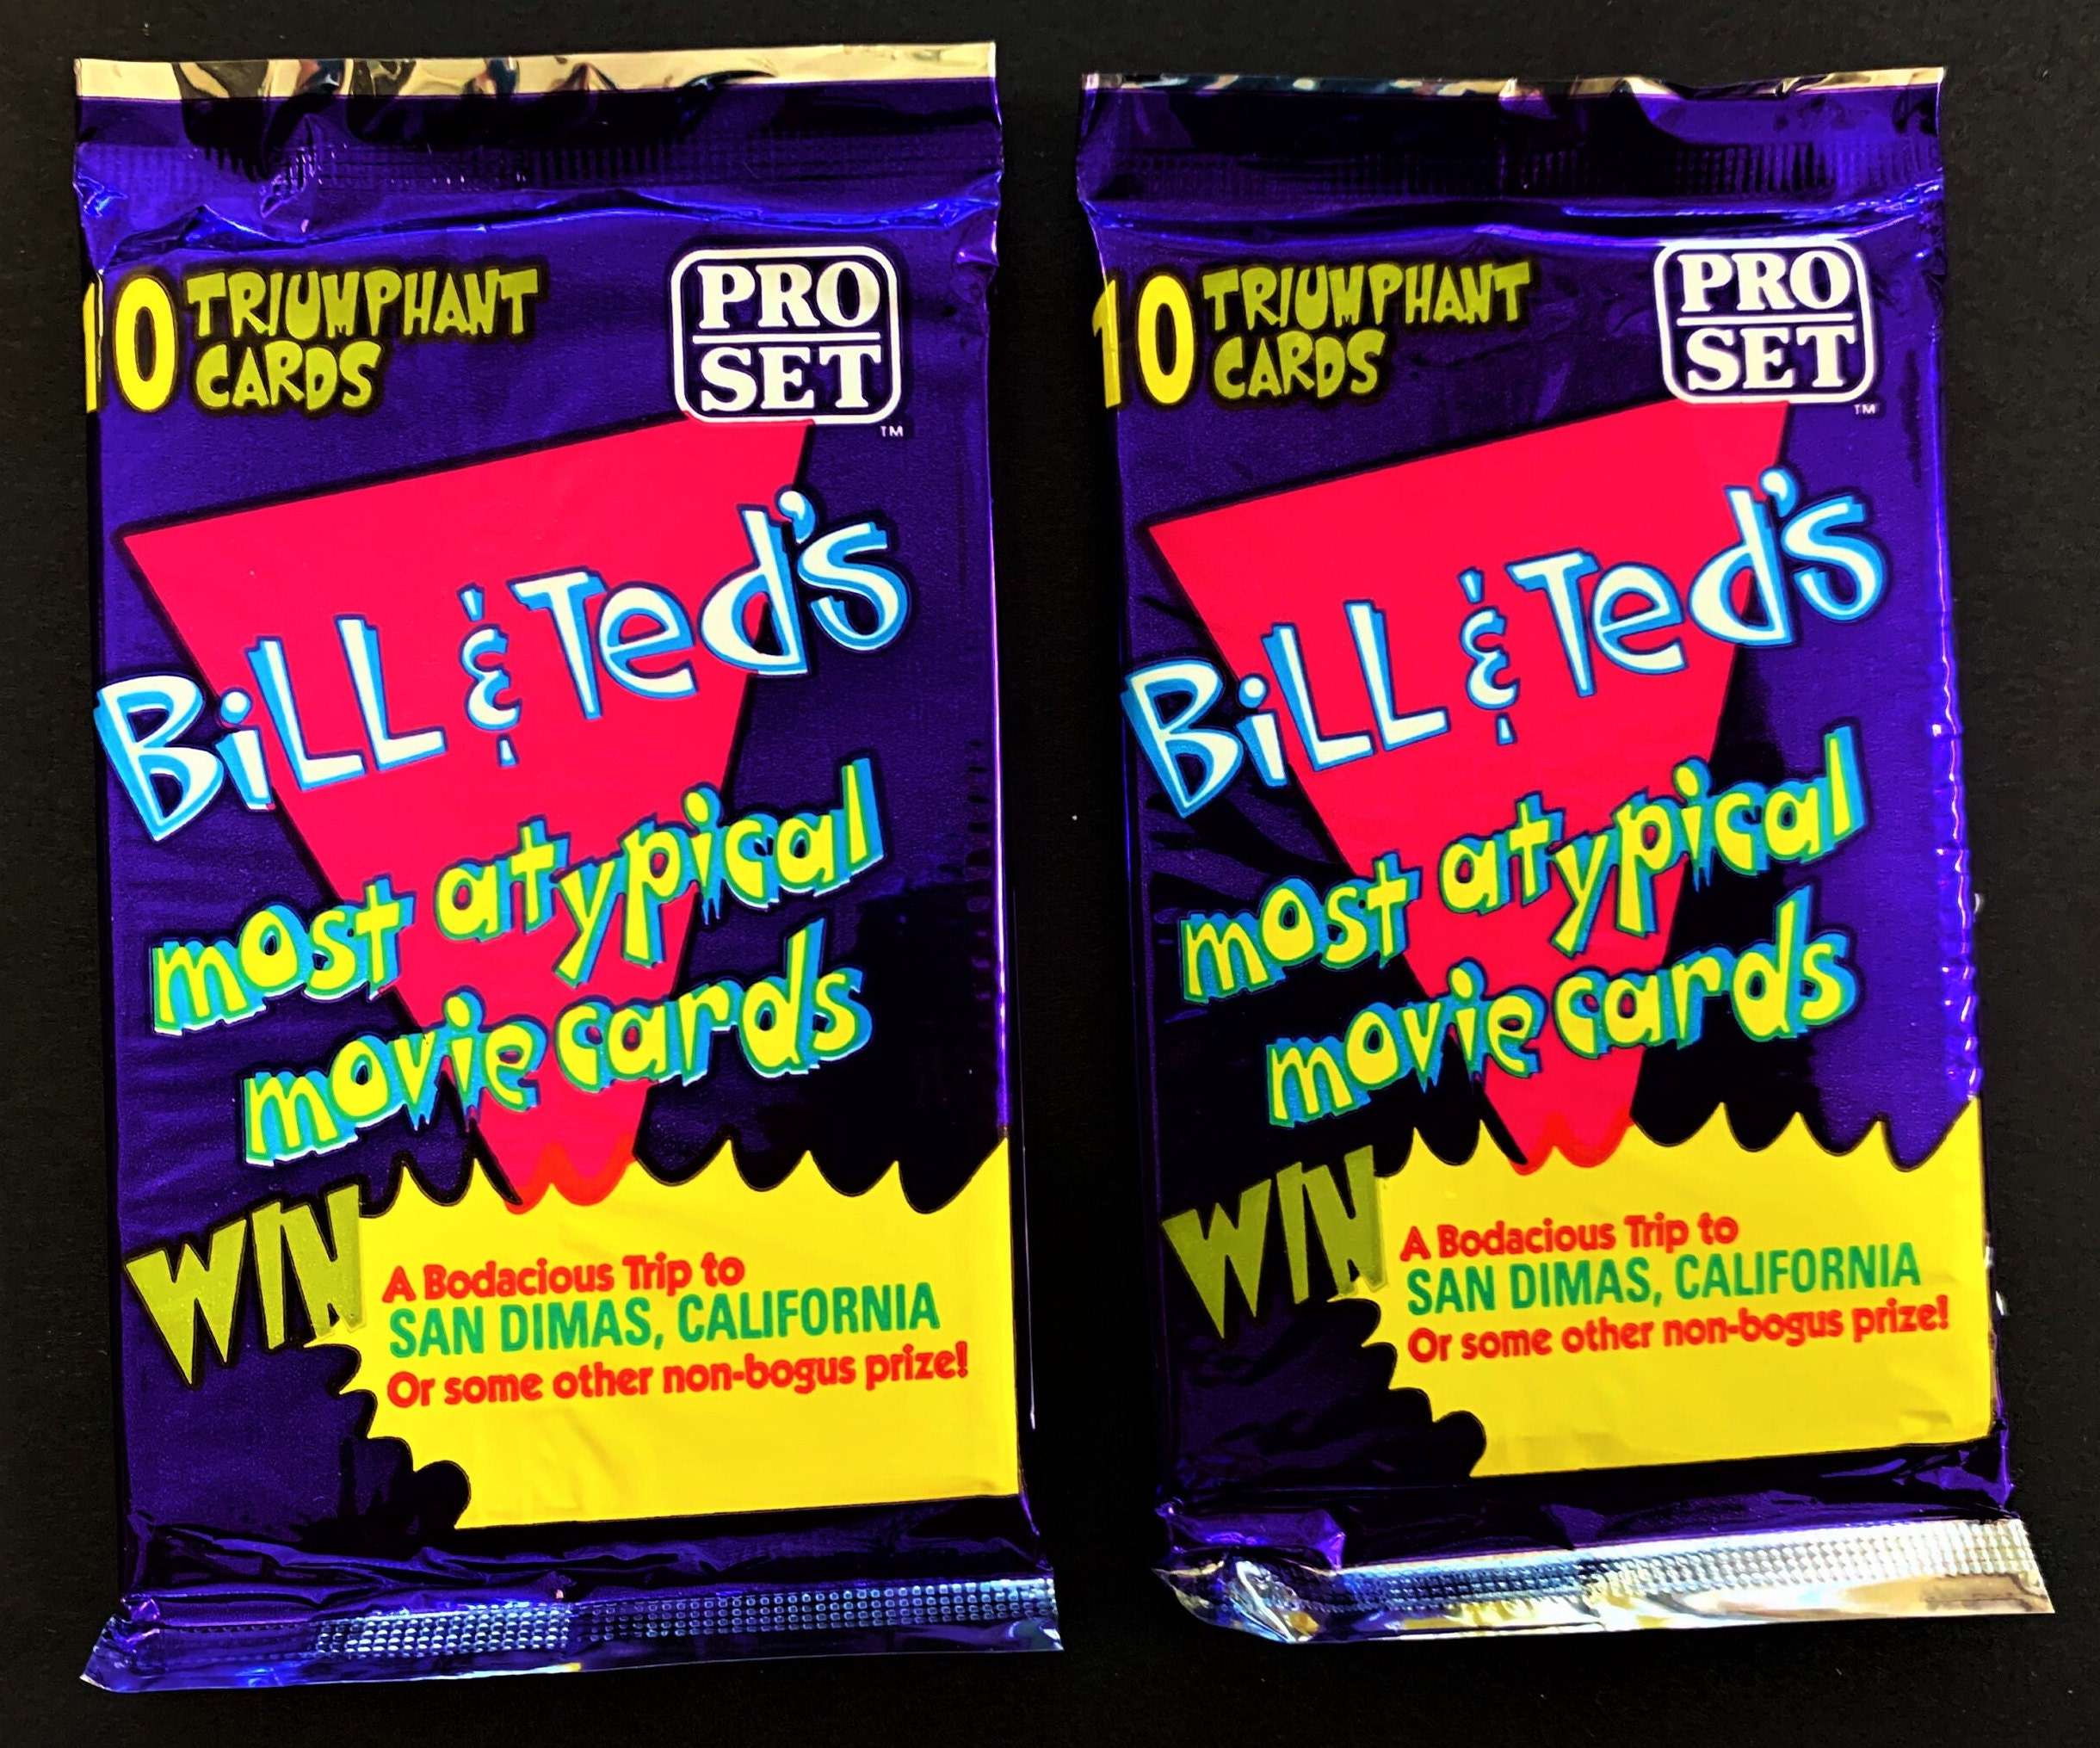 10 TRIUMPHANT
CARDS
PRO
SET
TM
BiLL & Ted's
most atypical
movie cards
WIN
A Bodacious Trip to
SAN DIMAS, CALIFORNIA
Or some other non-bogus prize!
10 TRIUMPHANT
CARDS
PRO
SET
TM
BiLL & Ted's
most atypical
movie cards
WIN
A Bodacious Trip to
SAN DIMAS, CALIFORNIA
Or some other non-bogus prize!